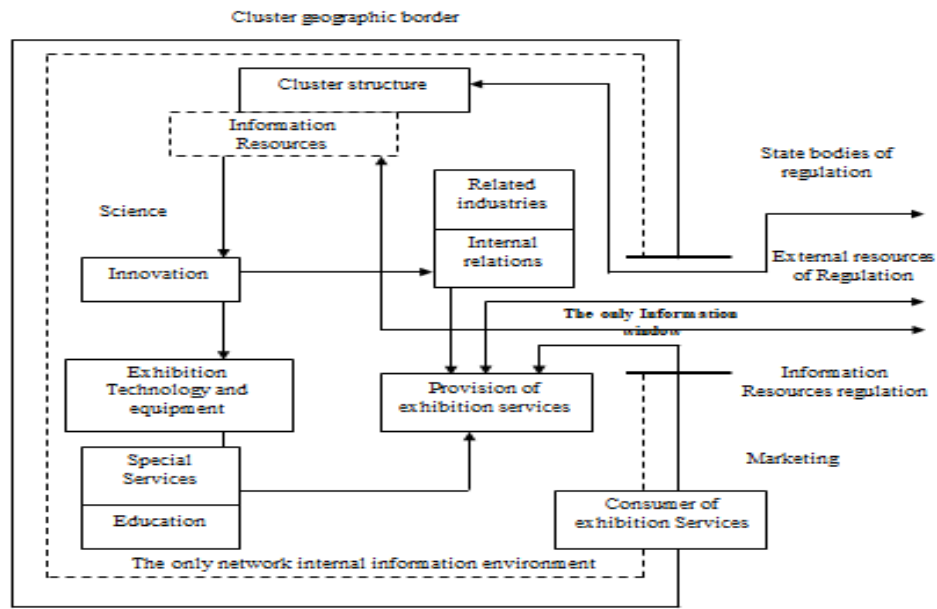 Cluster geographic border
Cluster structure
Information
Resources
State bodies of
regulation
Related
industries
Science
Internal
relations
Innovation
External resources
of Regulation
The only Information
window
Exhibition
Technology and
equipment
Provision of
exhibition services
Information
Resources regulation
Special
Services
Marketing
Education
Consumer of
exhibition Services
The only network internal information environment